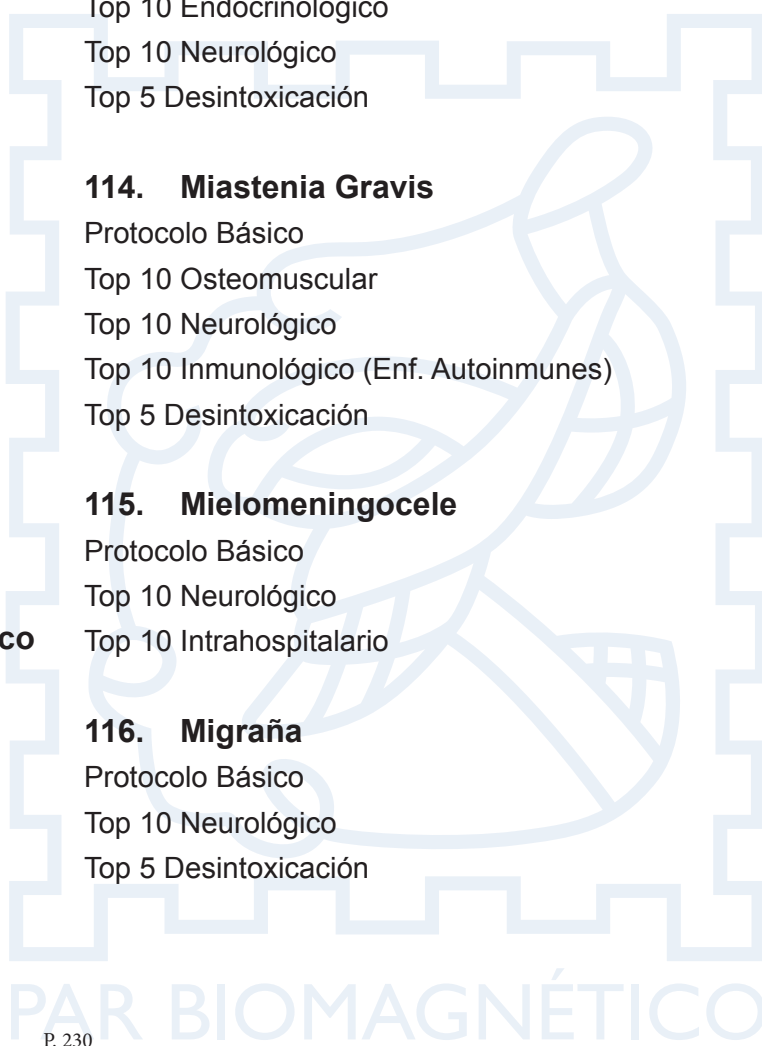 Top 10 Endocrinológico
Top 10 Neurológico
Top 5 Desintoxicación
114. Miastenia Gravis
Protocolo Básico
Top 10 Osteomuscular
Top 10 Neurológico
Top 10 Inmunológico (Enf. Autoinmunes)
Top 5 Desintoxicación
115. Mielomeningocele
Protocolo Básico
Top 10 Neurológico
co
Top 10 Intrahospitalario
116. Migraña
Protocolo Básico
Top 10 Neurológico
Top 5 Desintoxicación
PAR BIOMAGNÉTICO
P. 230